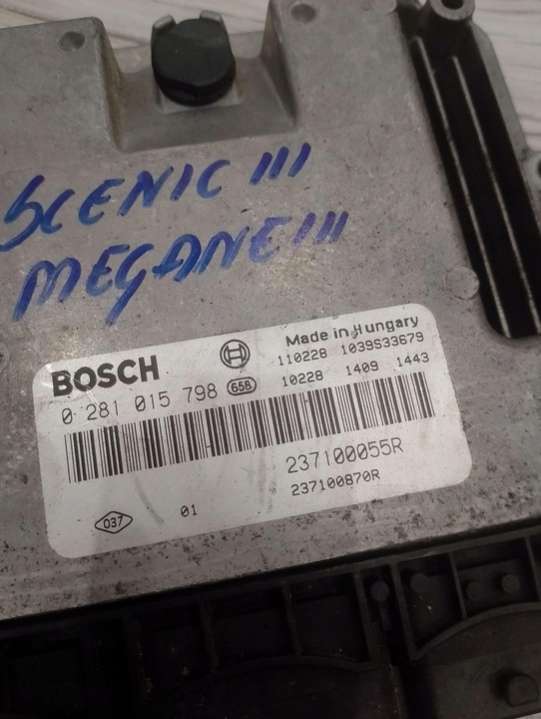 SCENIC III
MEGANE III
BOSCH
Made in Hungary
110228 1039S33679
0 281 015 798 658
10228 1409 1443
237100055R
237100870R
037
01